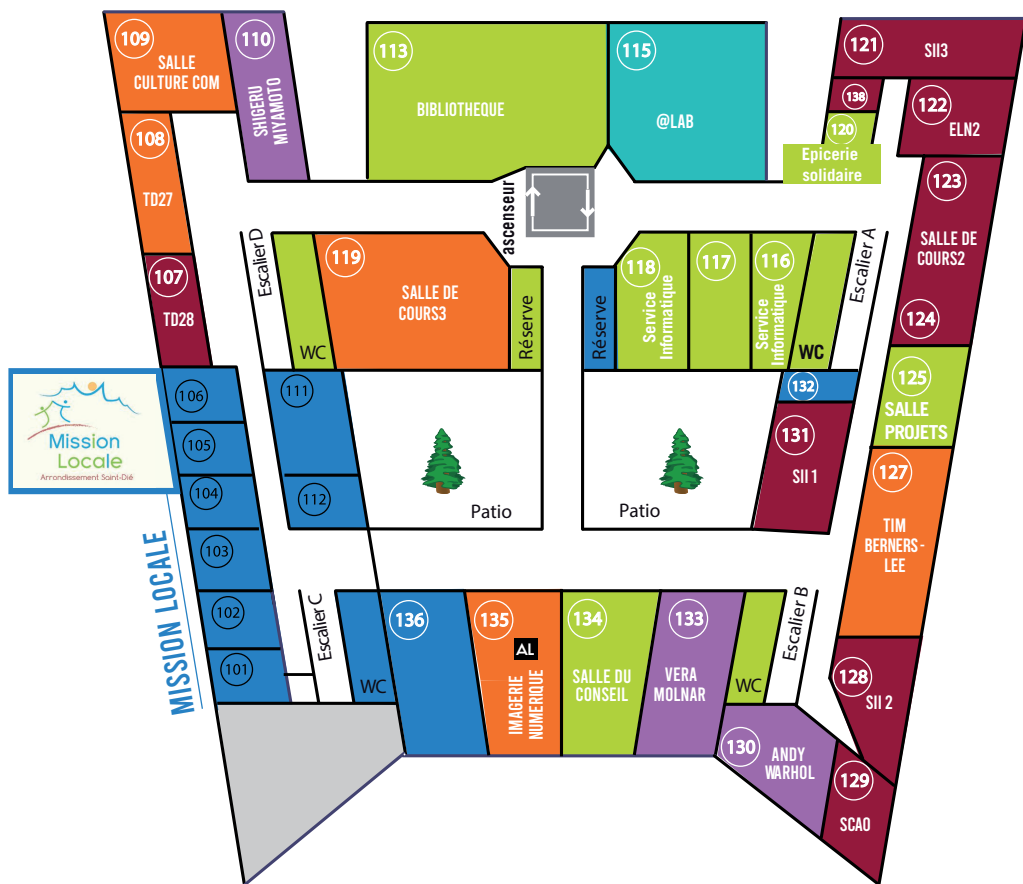 109
SALLE
CULTURE COM
110
SHIGERU
MIYAMOTO
113
BIBLIOTHEQUE
115
@LAB
121
SII3
138
122
ELN2
120
Epicerie
solidaire
108
TD27
123
SALLE DE
COURS2
124
ascenseur
107
TD28
Escalier D
WC
119
SALLE DE
COURS3
Réserve
Réserve
118
Service
Informatique
117
116
Service
Informatique
WC
Escalier A
125
SALLE
PROJETS
Mission
Locale
Arrondissement Saint-Dié
106
105
104
103
102
101
MISSION LOCALE
111
112
Patio
Patio
132
131
SII 1
127
TIM
BERNERS-
LEE
Escalier C
WC
136
135
AL
IMAGERIE
NUMERIQUE
134
SALLE DU
CONSEIL
133
VERA
MOLNAR
WC
Escalier B
128
SII 2
130
ANDY
WARHOL
129
SCAO